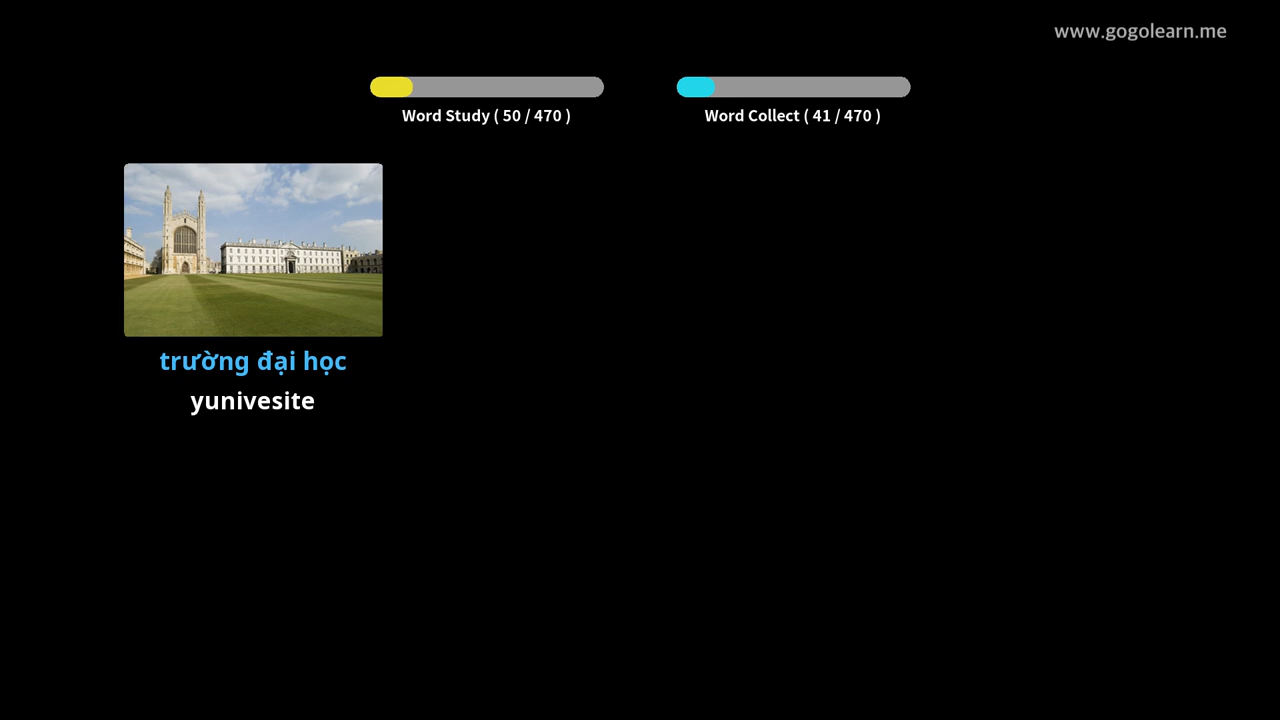 www.gogolearn.me
Word Study ( 50 / 470 )
Word Collect ( 41 / 470 )
trường đại học
yunivesite